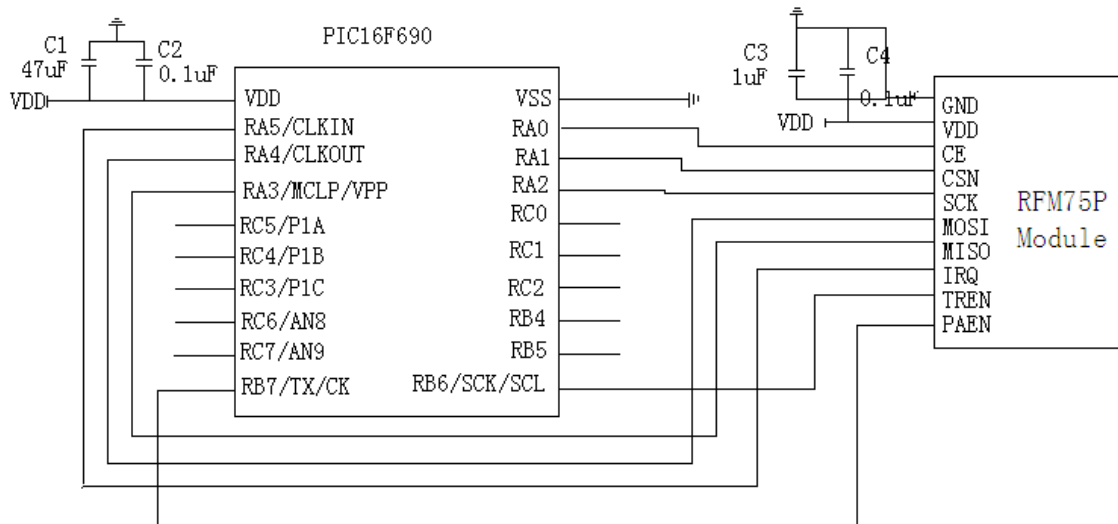 PIC16F690
C1
47uF
C2
0.1uF
VDD
C3
1uF
C4
0.1uF
VDD
VDD
RA5/CLKIN
RA4/CLKOUT
RA3/MCLP/VPP
RC5/P1A
RC4/P1B
RC3/P1C
RC6/AN8
RC7/AN9
RB7/TX/CK
VSS
RA0
RA1
RA2
RC0
RC1
RC2
RB4
RB5
RB6/SCK/SCL
GND
VDD
CE
CSN
SCK
MOSI
MISO
IRQ
TREN
PAEN
RFM75P
Module